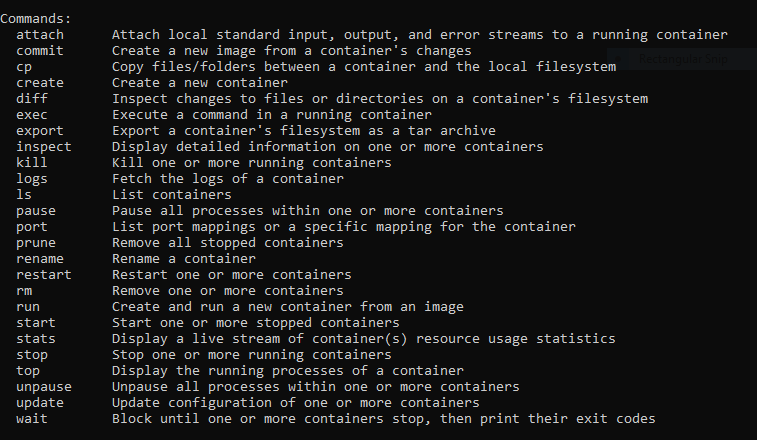 Commands:
attach Attach local standard input, output, and error streams to a running container
commit Create a new image from a container's changes
cp Copy files/folders between a container and the local filesystem
create Create a new container
diff Inspect changes to files or directories on a container's filesystem
exec Execute a command in a running container
export Export a container's filesystem as a tar archive
inspect Display detailed information on one or more containers
kill Kill one or more running containers
logs Fetch the logs of a container
ls List containers
pause Pause all processes within one or more containers
port List port mappings or a specific mapping for the container
prune Remove all stopped containers
rename Rename a container
restart Restart one or more containers
rm Remove one or more containers
run Create and run a new container from an image
start Start one or more stopped containers
stats Display a live stream of container(s) resource usage statistics
stop Stop one or more running containers
top Display the running processes of a container
unpause Unpause all processes within one or more containers
update Update configuration of one or more containers
wait Block until one or more containers stop, then print their exit codes
Rectangular Snip